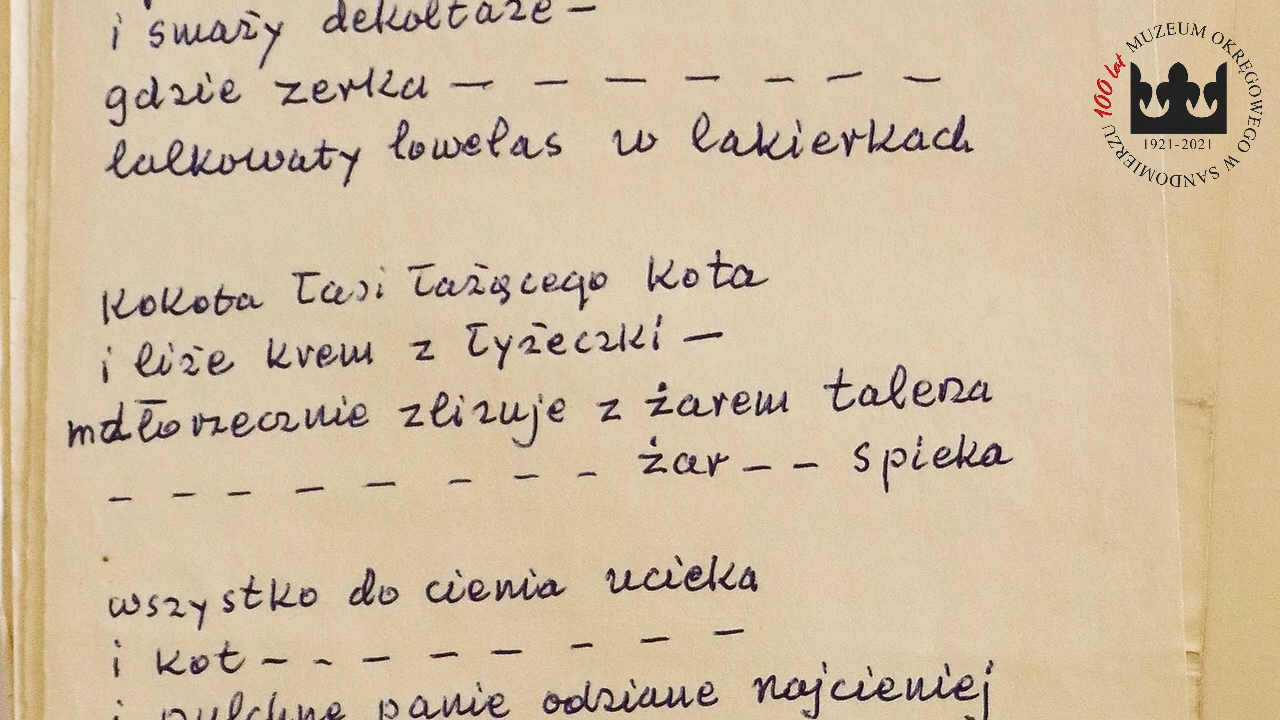 i smaży dekoltaże –
gdzie zerka – – – – – – –
lalkowaty lowelas w lakierkach
kokota łasi łażącego kota
i liże krem z łyżeczki –
mdłorzecznie zlizuje z żarem talerza
– – – – – – – – żar – – spieka
wszystko do cienia ucieka
i kot – – – – – – – –
i pulchne panie odziane najcieniej
100 lat MUZEUM OKRĘGOWEGO W SANDOMIERZU
1921-2021